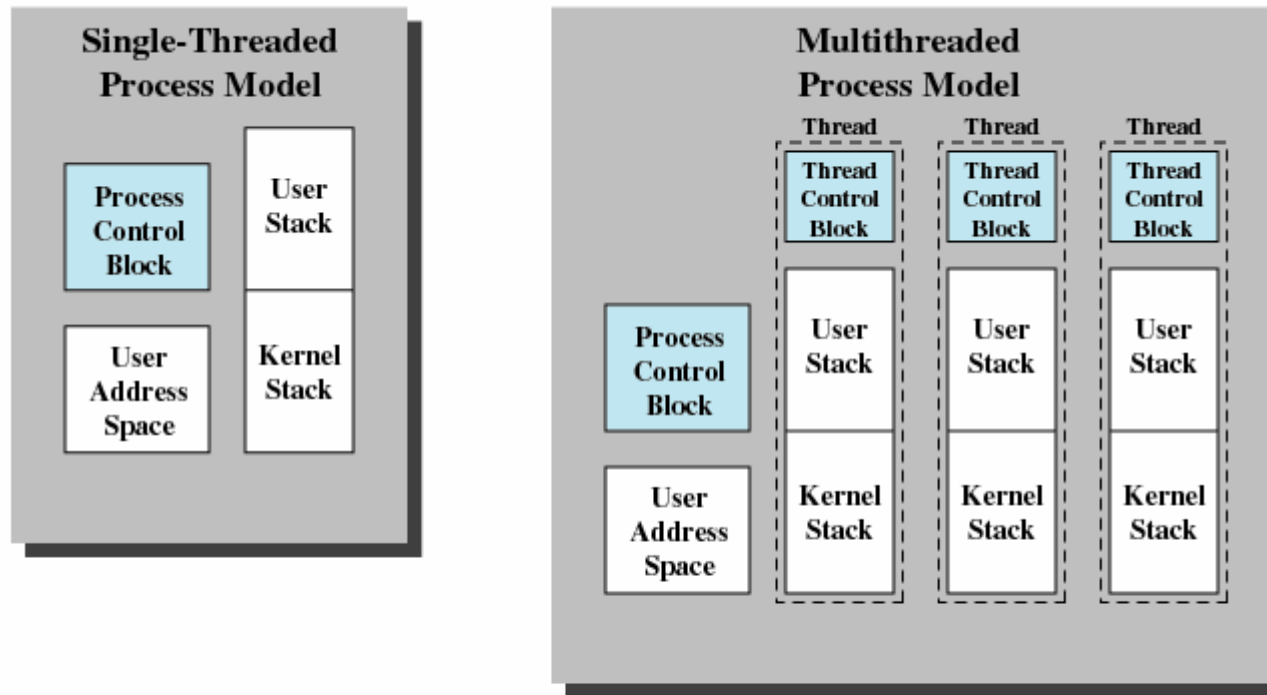 Single-Threaded
Process Model
Process
Control
Block
User
Stack
User
Address
Space
Kernel
Stack
Multithreaded
Process Model
Thread
Thread
Thread
Thread
Control
Block
Thread
Control
Block
Thread
Control
Block
Process
Control
Block
User
Stack
User
Stack
User
Stack
User
Address
Space
Kernel
Stack
Kernel
Stack
Kernel
Stack